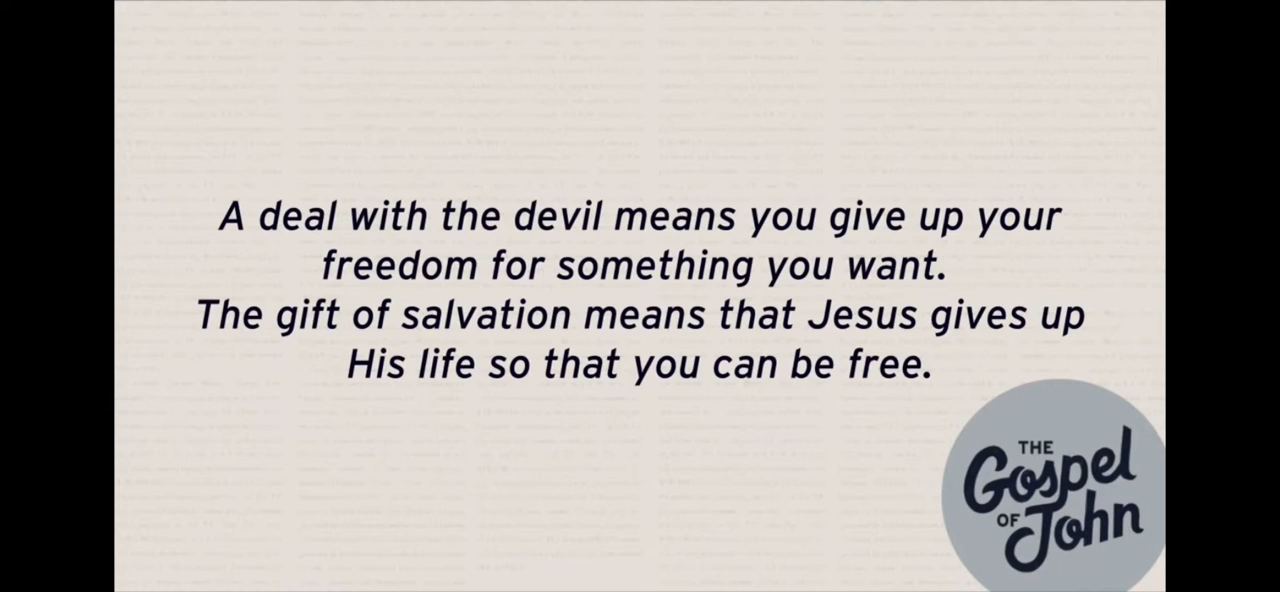 A deal with the devil means you give up your
freedom for something you want.
The gift of salvation means that Jesus gives up
His life so that you can be free.
THE
Gospel
OF John